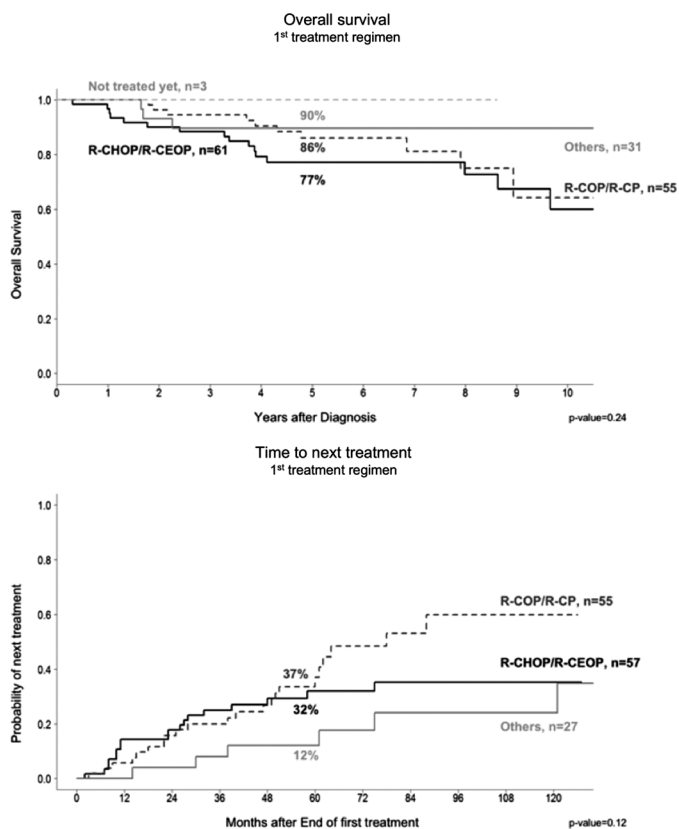 Overall survival
1st treatment regimen
Not treated yet, n=3
1.0
90%
Others, n=31
R-CHOP/R-CEOP, n=61
86%
0.8
77%
R-COP/R-CP, n=55
0.6
0.4
0.2
0.0
Overall Survival
0 1 2 3 4 5 6 7 8 9 10
Years after Diagnosis
p-value=0.24
Time to next treatment
1st treatment regimen
1.0
0.8
0.6
R-COP/R-CP, n=55
0.4
37%
R-CHOP/R-CEOP, n=57
32%
0.2
Others, n=27
12%
0.0
Probability of next treatment
0 12 24 36 48 60 72 84 96 108 120
Months after End of first treatment
p-value=0.12